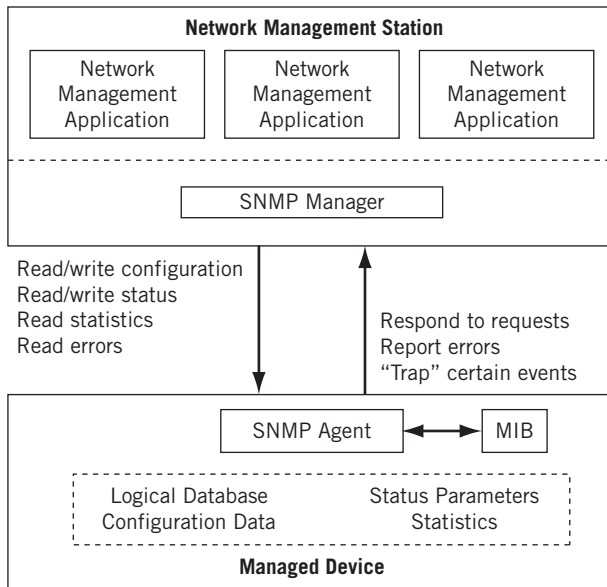 Network Management Station
Network
Management
Application
Network
Management
Application
Network
Management
Application
SNMP Manager
Read/write configuration
Read/write status
Read statistics
Read errors
Respond to requests
Report errors
“Trap” certain events
SNMP Agent
MIB
Logical Database
Configuration Data
Status Parameters
Statistics
Managed Device